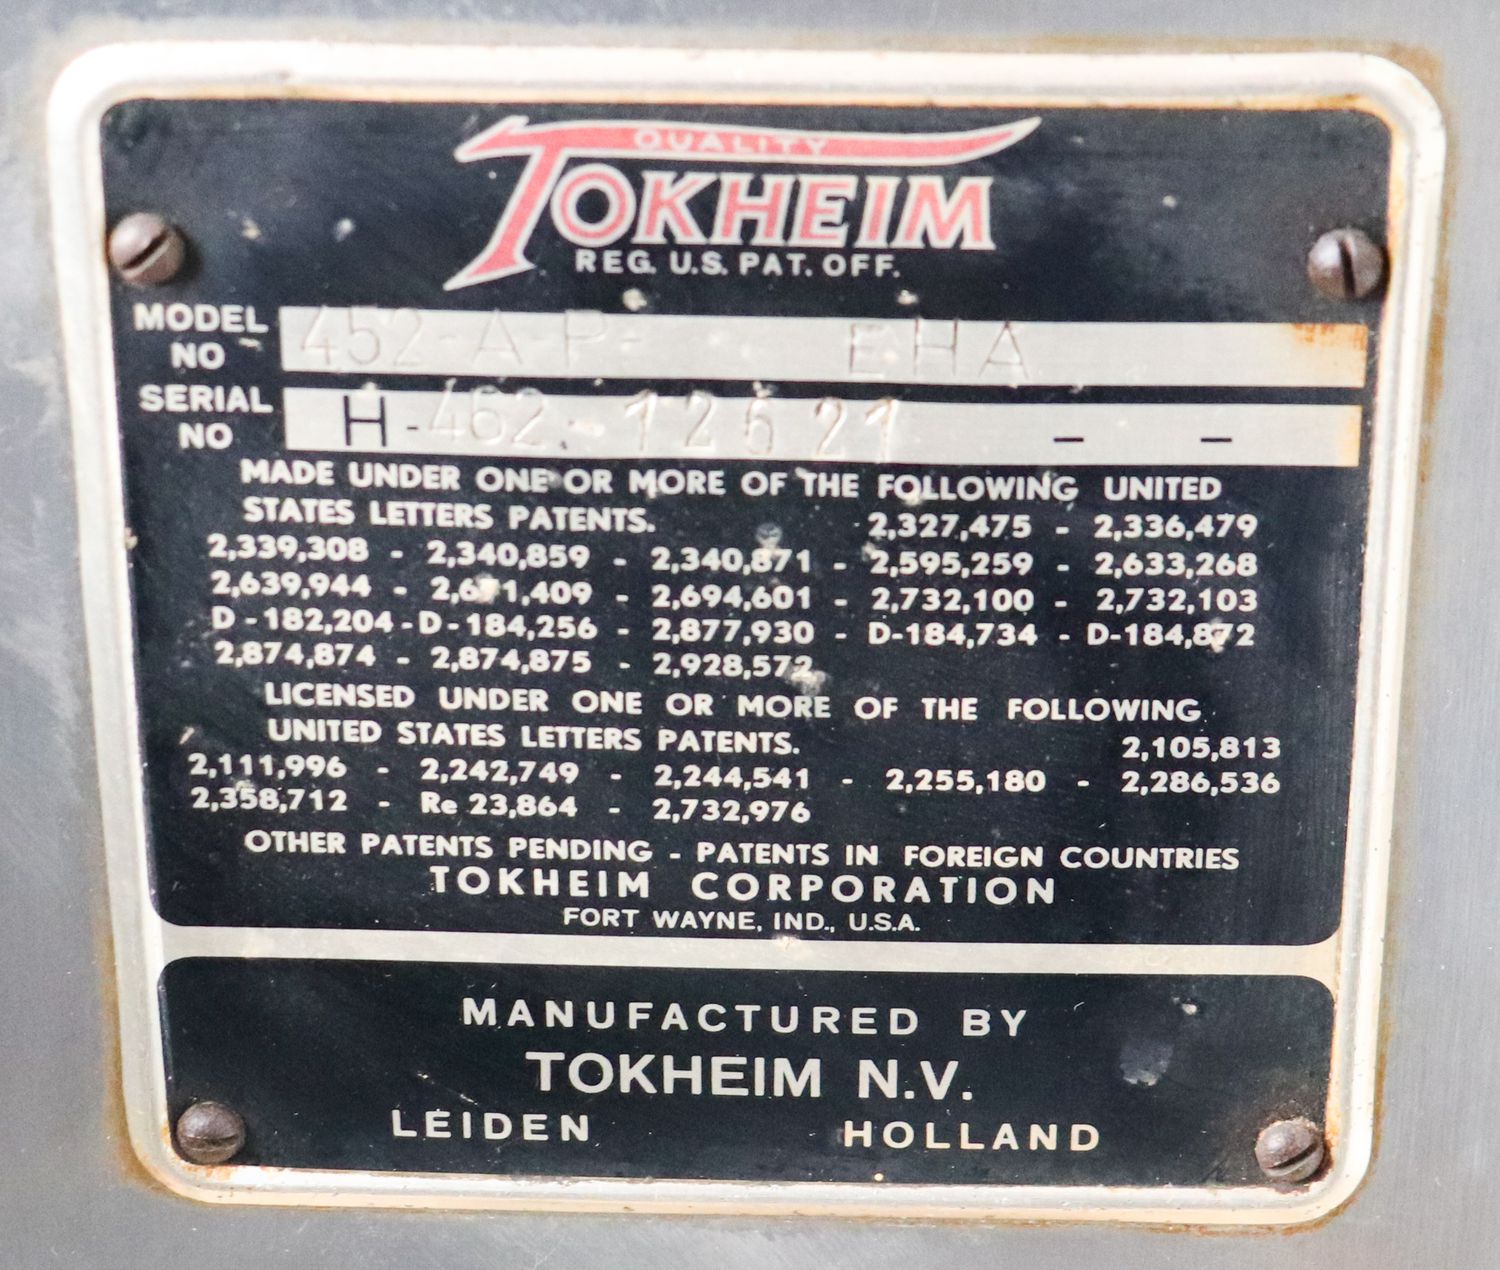 QUALITY
TOKHEIM
REG. U.S. PAT. OFF.
MODEL NO 452-A-P- EHA
SERIAL NO H-462-12621 - -
MADE UNDER ONE OR MORE OF THE FOLLOWING UNITED
STATES LETTERS PATENTS. 2,327,475 - 2,336,479
2,339,308 - 2,340,859 - 2,340,871 - 2,595,259 - 2,633,268
2,639,944 - 2,671,409 - 2,694,601 - 2,732,100 - 2,732,103
D-182,204-D-184,256 - 2,877,930 - D-184,734 - D-184,872
2,874,874 - 2,874,875 - 2,928,572
LICENSED UNDER ONE OR MORE OF THE FOLLOWING
UNITED STATES LETTERS PATENTS. 2,105,813
2,111,996 - 2,242,749 - 2,244,541 - 2,255,180 - 2,286,536
2,358,712 - Re 23,864 - 2,732,976
OTHER PATENTS PENDING - PATENTS IN FOREIGN COUNTRIES
TOKHEIM CORPORATION
FORT WAYNE, IND., U.S.A.
MANUFACTURED BY
TOKHEIM N.V.
LEIDEN HOLLAND